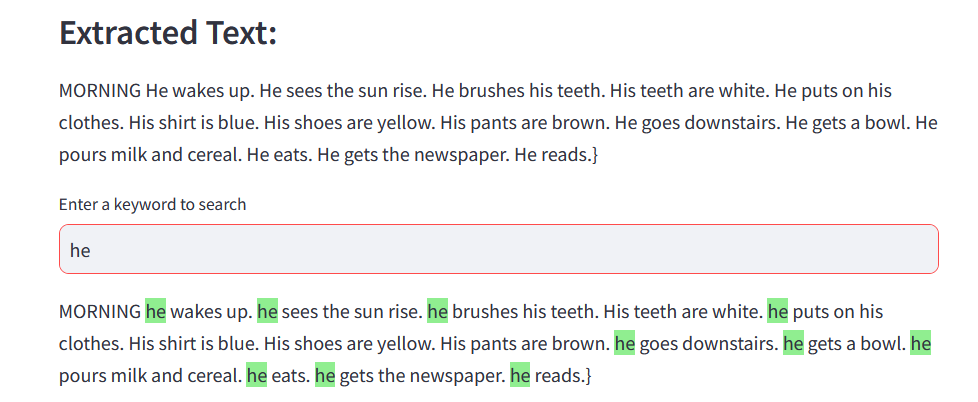 Extracted Text:
MORNING He wakes up. He sees the sun rise. He brushes his teeth. His teeth are white. He puts on his
clothes. His shirt is blue. His shoes are yellow. His pants are brown. He goes downstairs. He gets a bowl. He
pours milk and cereal. He eats. He gets the newspaper. He reads.}
Enter a keyword to search
he
MORNING he wakes up. he sees the sun rise. he brushes his teeth. His teeth are white. he puts on his
clothes. His shirt is blue. His shoes are yellow. His pants are brown. he goes downstairs. he gets a bowl. he
pours milk and cereal. he eats. he gets the newspaper. he reads.}